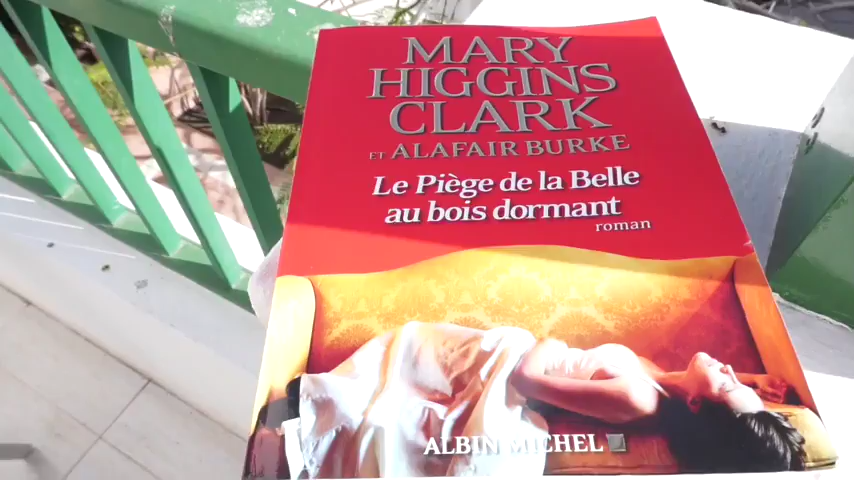 MARY
HIGGINS
CLARK
ET ALAFAIR BURKE
Le Piège de la Belle
au bois dormant
roman
ALBIN MICHEL